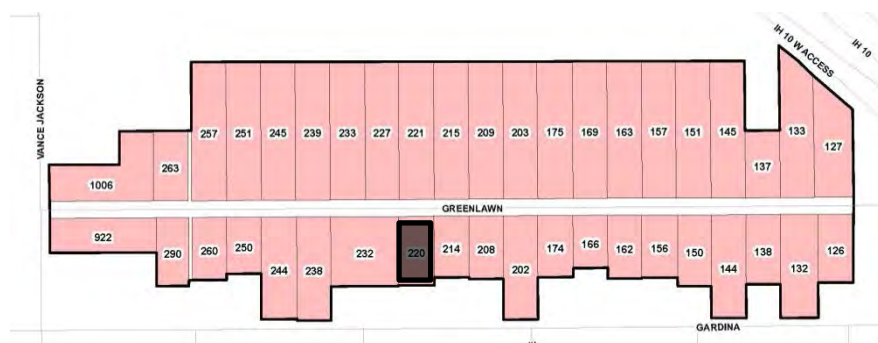 IH 10 W ACCESS
IH 10
VANCE JACKSON
257 251 245 239 233 227 221 215 209 203 175 169 163 157 151 145 133
127
263 137
1006
GREENLAWN
922
290 260 250 232 220 214 208 174 166 162 156 150 138 126
244 238 202 144 132
GARDINA